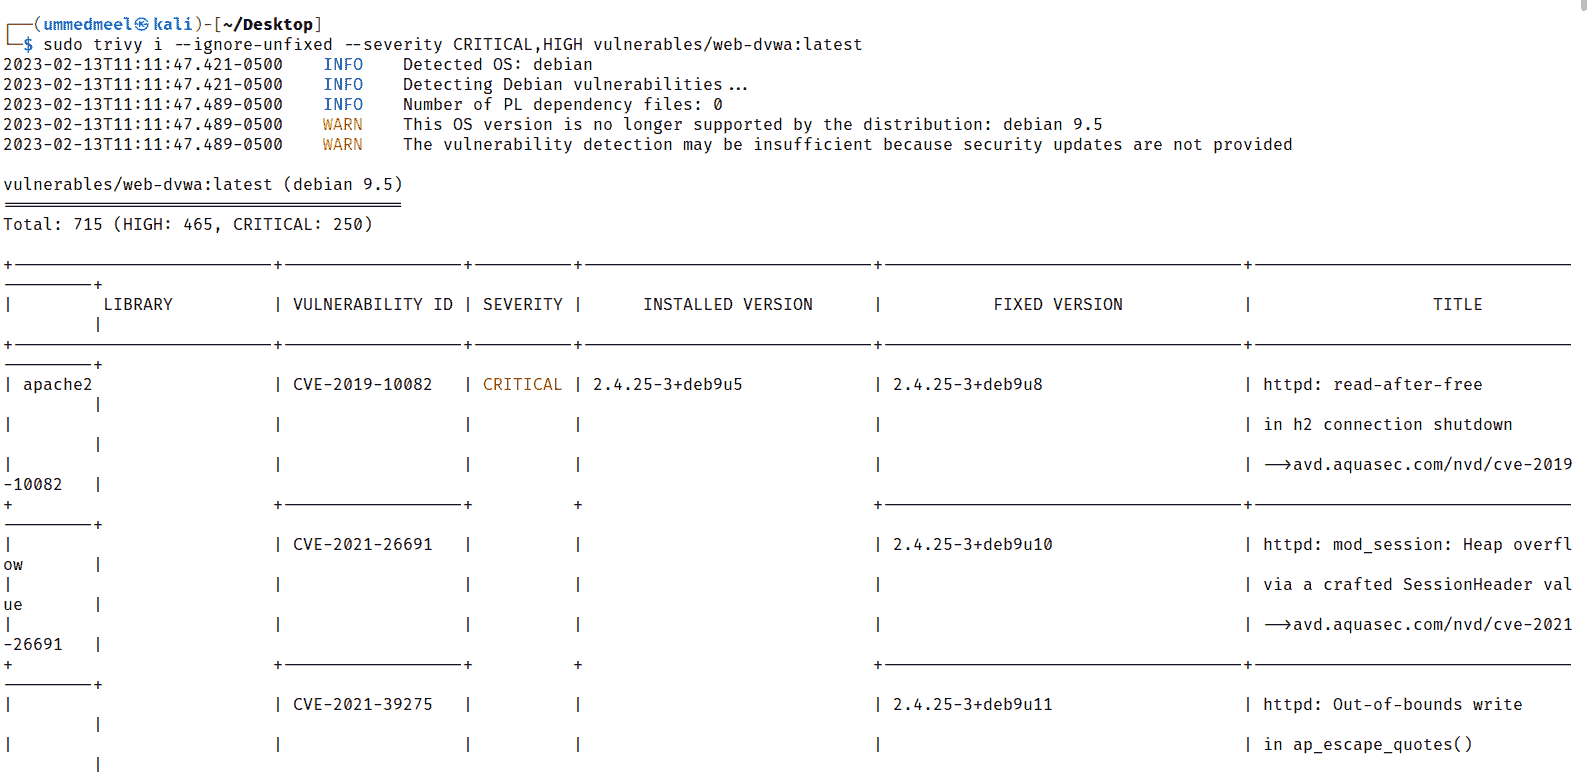 ┌──(ummedmeel㉿kali)-[~/Desktop]
└─$ sudo trivy i --ignore-unfixed --severity CRITICAL,HIGH vulnerables/web-dvwa:latest
2023-02-13T11:11:47.421-0500    INFO    Detected OS: debian
2023-02-13T11:11:47.421-0500    INFO    Detecting Debian vulnerabilities...
2023-02-13T11:11:47.489-0500    INFO    Number of PL dependency files: 0
2023-02-13T11:11:47.489-0500    WARN    This OS version is no longer supported by the distribution: debian 9.5
2023-02-13T11:11:47.489-0500    WARN    The vulnerability detection may be insufficient because security updates are not provided
vulnerables/web-dvwa:latest (debian 9.5)
Total: 715 (HIGH: 465, CRITICAL: 250)
| LIBRARY | VULNERABILITY ID | SEVERITY | INSTALLED VERSION | FIXED VERSION | TITLE
|
| apache2 | CVE-2019-10082 | CRITICAL | 2.4.25-3+deb9u5 | 2.4.25-3+deb9u8 | httpd: read-after-free
|
| | | | | | in h2 connection shutdown
|
| | | | | | -->avd.aquasec.com/nvd/cve-2019
-10082 |
| | CVE-2021-26691 | | | 2.4.25-3+deb9u10 | httpd: mod_session: Heap overfl
ow |
| | | | | | via a crafted SessionHeader val
ue |
| | | | | | -->avd.aquasec.com/nvd/cve-2021
-26691 |
| | CVE-2021-39275 | | | 2.4.25-3+deb9u11 | httpd: Out-of-bounds write
|
| | | | | | in ap_escape_quotes()
|